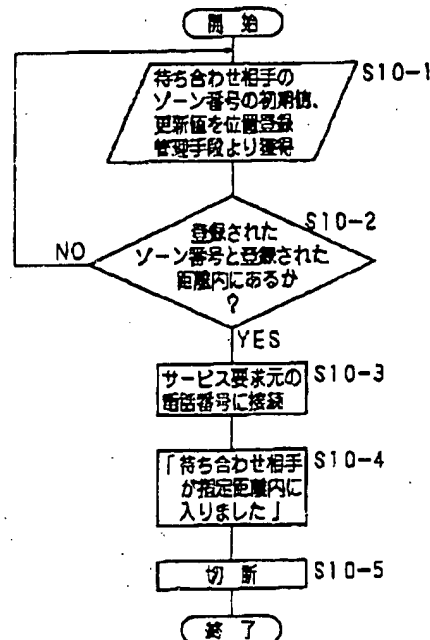 開 始
待ち合わせ相手の
S10-1
ゾーン番号の初期値、
更新値を位置登録
管理手段より獲得
登録された
S10-2
ゾーン番号と登録された
距離内にあるか
?
NO
YES
サービス要求元の
S10-3
電話番号に接続
「待ち合わせ相手
S10-4
が指定距離内に
入りました」
切 断
S10-5
終 了